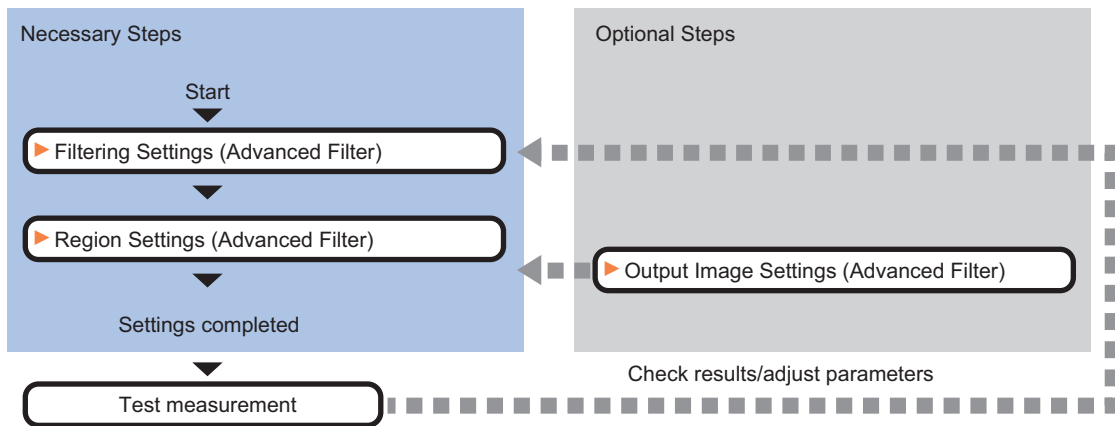 Necessary Steps
Optional Steps
Start
Filtering Settings (Advanced Filter)
Region Settings (Advanced Filter)
Output Image Settings (Advanced Filter)
Settings completed
Check results/adjust parameters
Test measurement